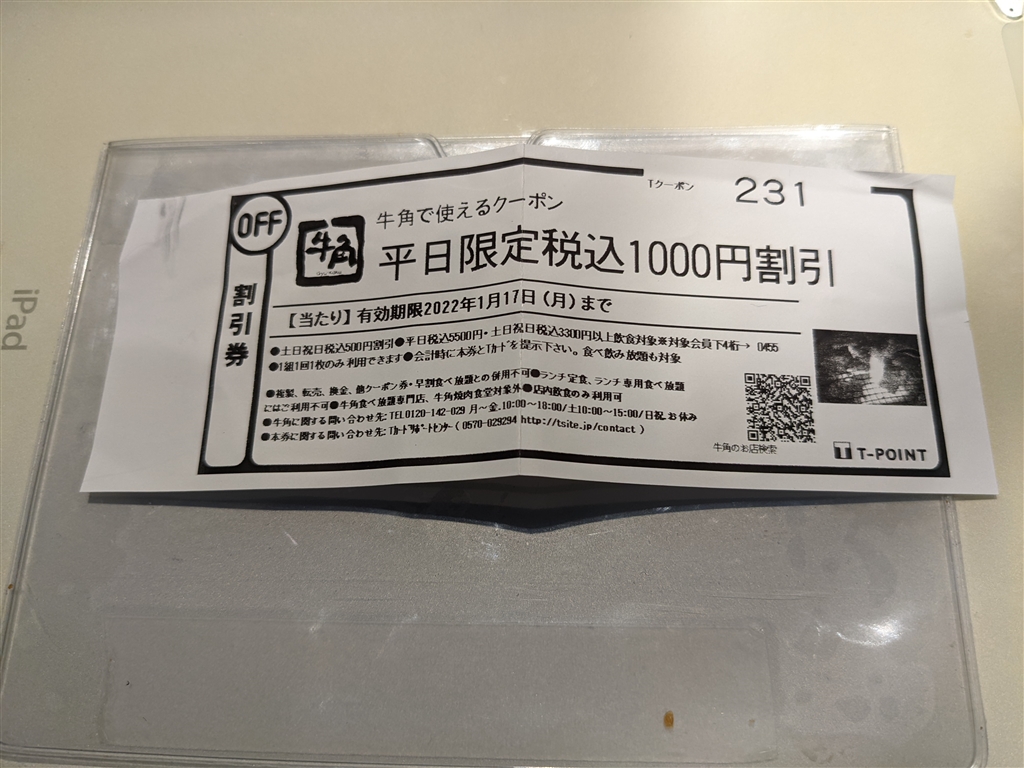 iPad
Tクーポン 231
OFF
割引券
牛角
牛角で使えるクーポン
平日限定税込1000円割引
【当たり】有効期限2022年1月17日(月)まで
●土日祝日税込500円割引●平日税込5500円・土日祝日税込3300円以上飲食対象※対象会員下4桁→ 0455
●1組1回1枚のみ利用できます●会計時に本券とTカードを提示下さい。食べ飲み放題も対象
●複製、転売、換金、他クーポン券・早割食べ放題との併用不可●ランチ定食、ランチ専用食べ放題
にはご利用不可●牛角食べ放題専門店、牛角焼肉食堂対象外●店内飲食のみ利用可
●牛角に関する問い合わせ先:TEL0120-142-029 月～金.10:00～18:00/土10:00～15:00/日祝.お休み
●本券に関する問い合わせ先:Tカードサポートセンター(0570-029294 http://tsite.jp/contact )
牛角のお店検索
T-POINT